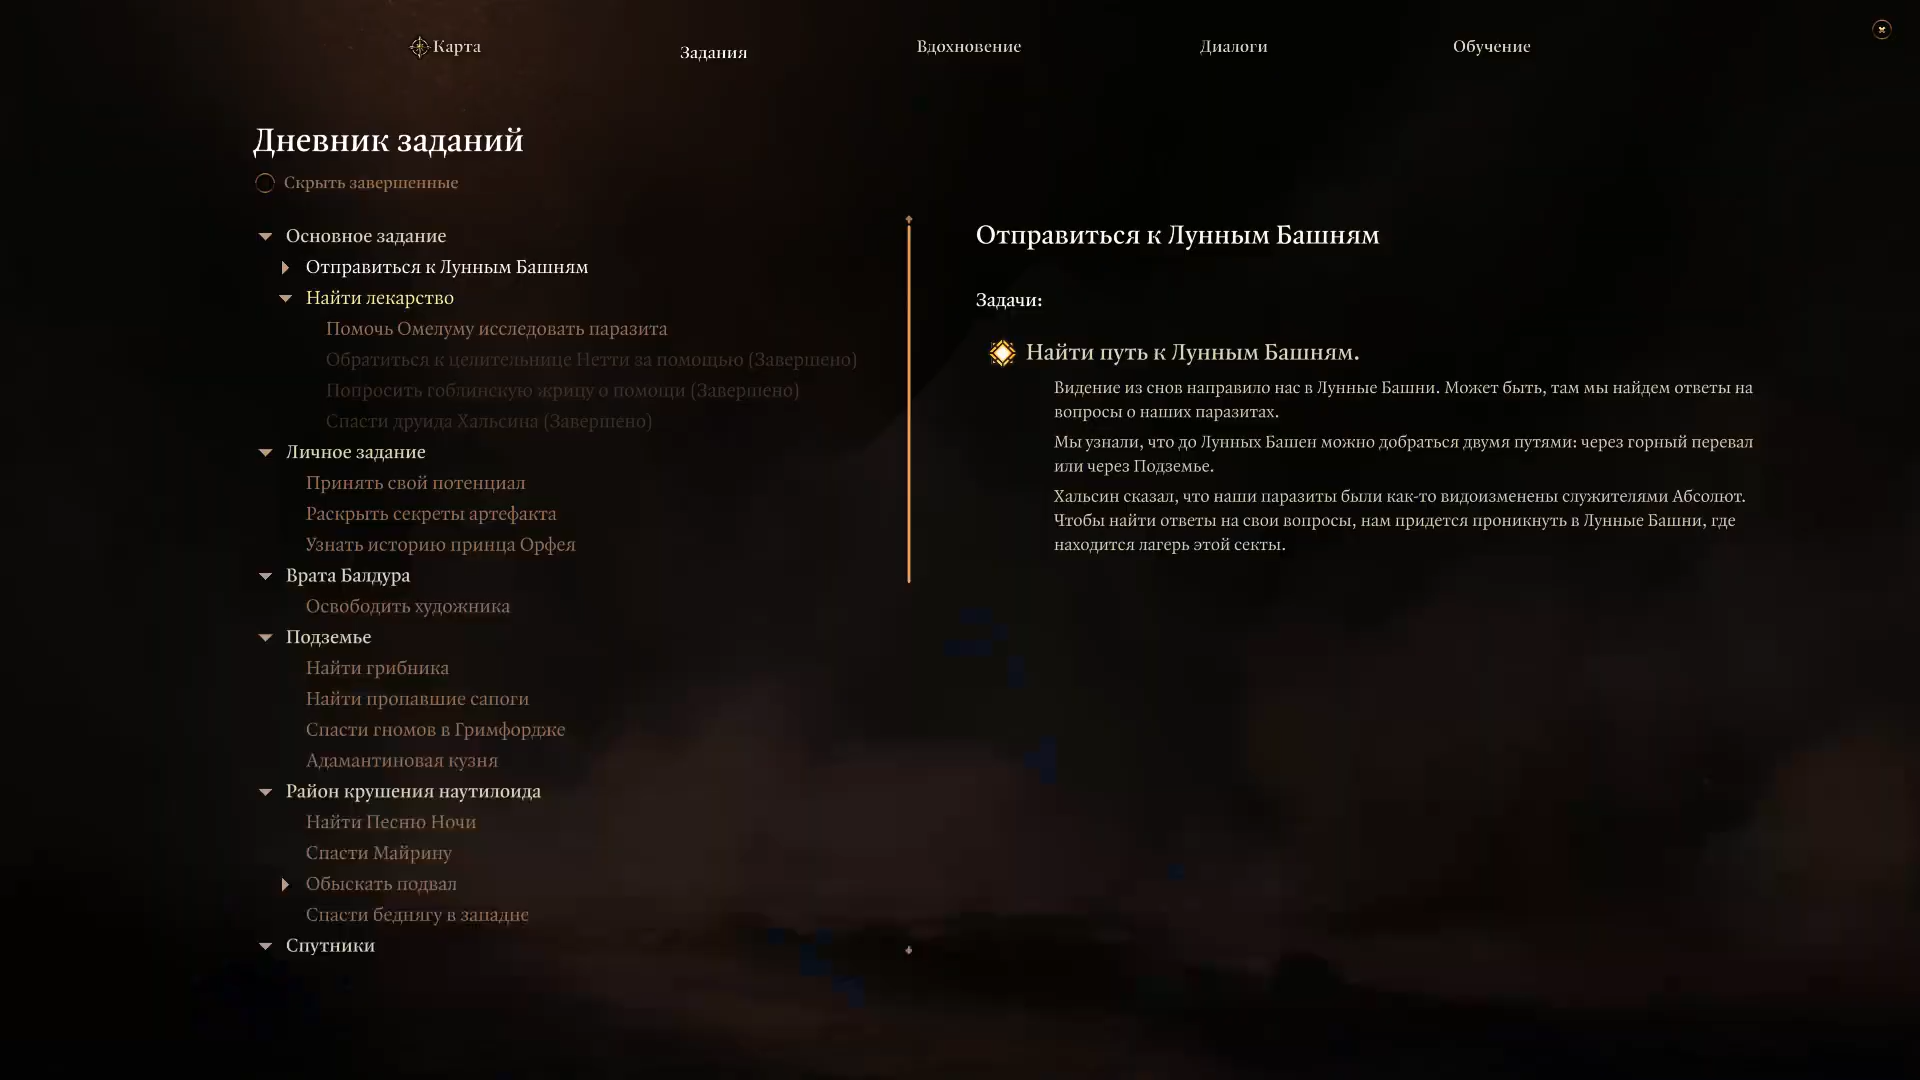 Карта
Задания
Вдохновение
Диалоги
Обучение
Дневник заданий
Скрыть завершенные
Основное задание
Отправиться к Лунным Башням
Найти лекарство
Помочь Омелуму исследовать паразита
Обратиться к целительнице Нетти за помощью (Завершено)
Попросить гоблинскую жрицу о помощи (Завершено)
Спасти друида Хальсина (Завершено)
Личное задание
Принять свой потенциал
Раскрыть секреты артефакта
Узнать историю принца Орфея
Врата Балдура
Освободить художника
Подземье
Найти грибника
Найти пропавшие сапоги
Спасти гномов в Гримфордже
Адамантиновая кузня
Район крушения наутилоида
Найти Песню Ночи
Спасти Майрину
Обыскать подвал
Спасти беднягу в западне
Спутники
Отправиться к Лунным Башням
Задачи:
Найти путь к Лунным Башням.
Видение из снов направило нас в Лунные Башни. Может быть, там мы найдем ответы на
вопросы о наших паразитах.
Мы узнали, что до Лунных Башен можно добраться двумя путями: через горный перевал
или через Подземье.
Хальсин сказал, что наши паразиты были как-то видоизменены служителями Абсолют.
Чтобы найти ответы на свои вопросы, нам придется проникнуть в Лунные Башни, где
находится лагерь этой секты.